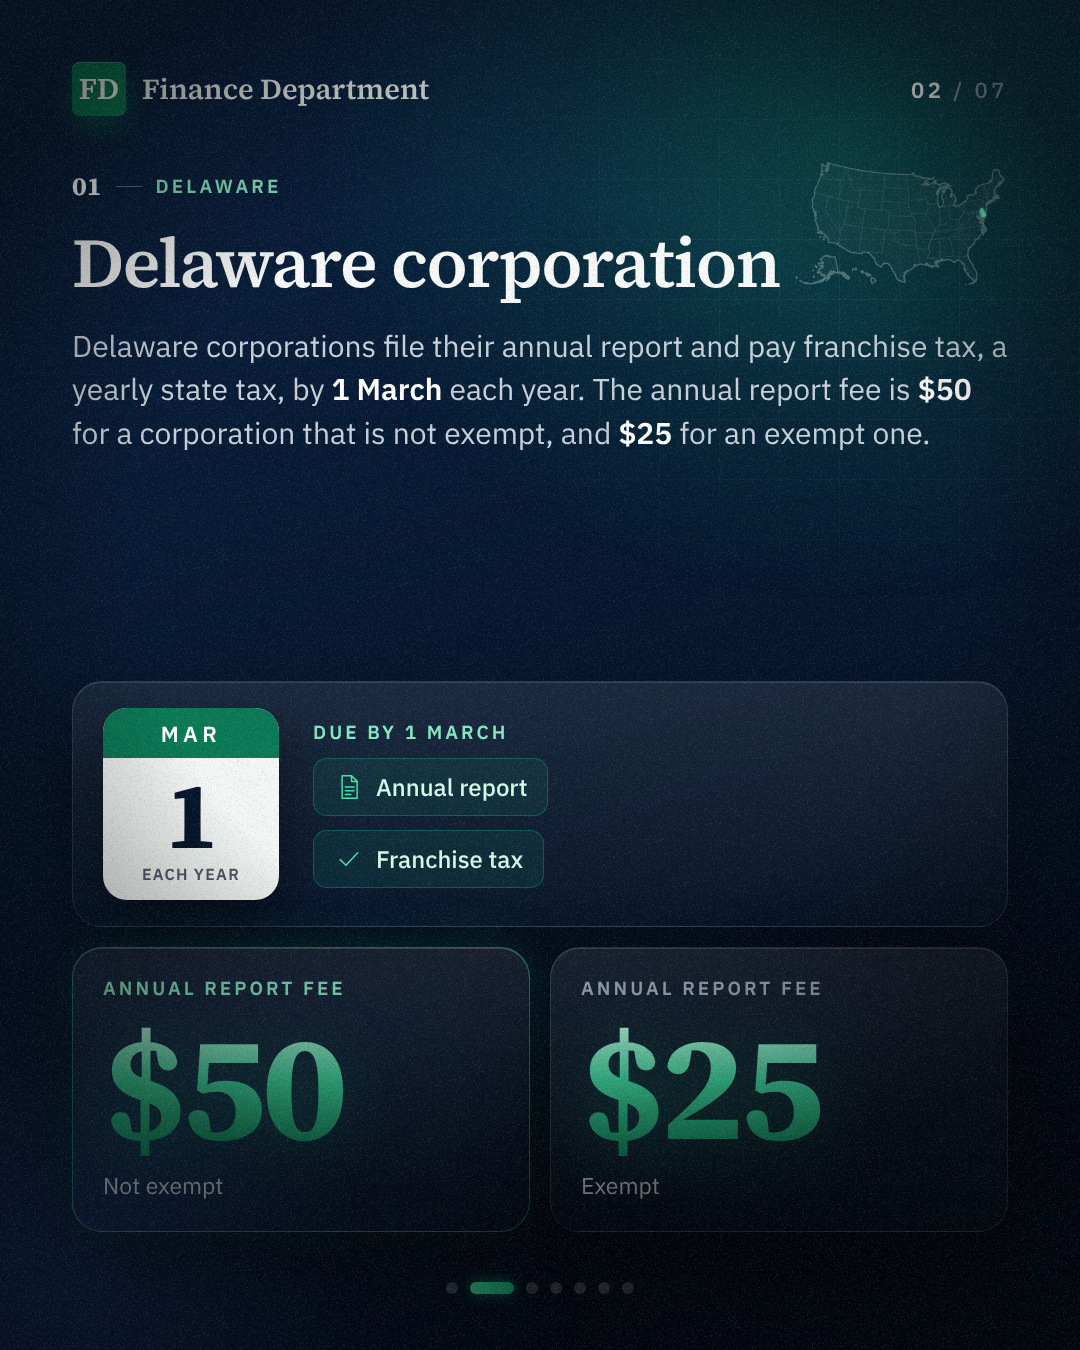 FD Finance Department
02 / 07
01 — DELAWARE
Delaware corporation
Delaware corporations file their annual report and pay franchise tax, a
yearly state tax, by 1 March each year. The annual report fee is $50
for a corporation that is not exempt, and $25 for an exempt one.
MAR
1
EACH YEAR
DUE BY 1 MARCH
Annual report
Franchise tax
ANNUAL REPORT FEE
$50
Not exempt
ANNUAL REPORT FEE
$25
Exempt